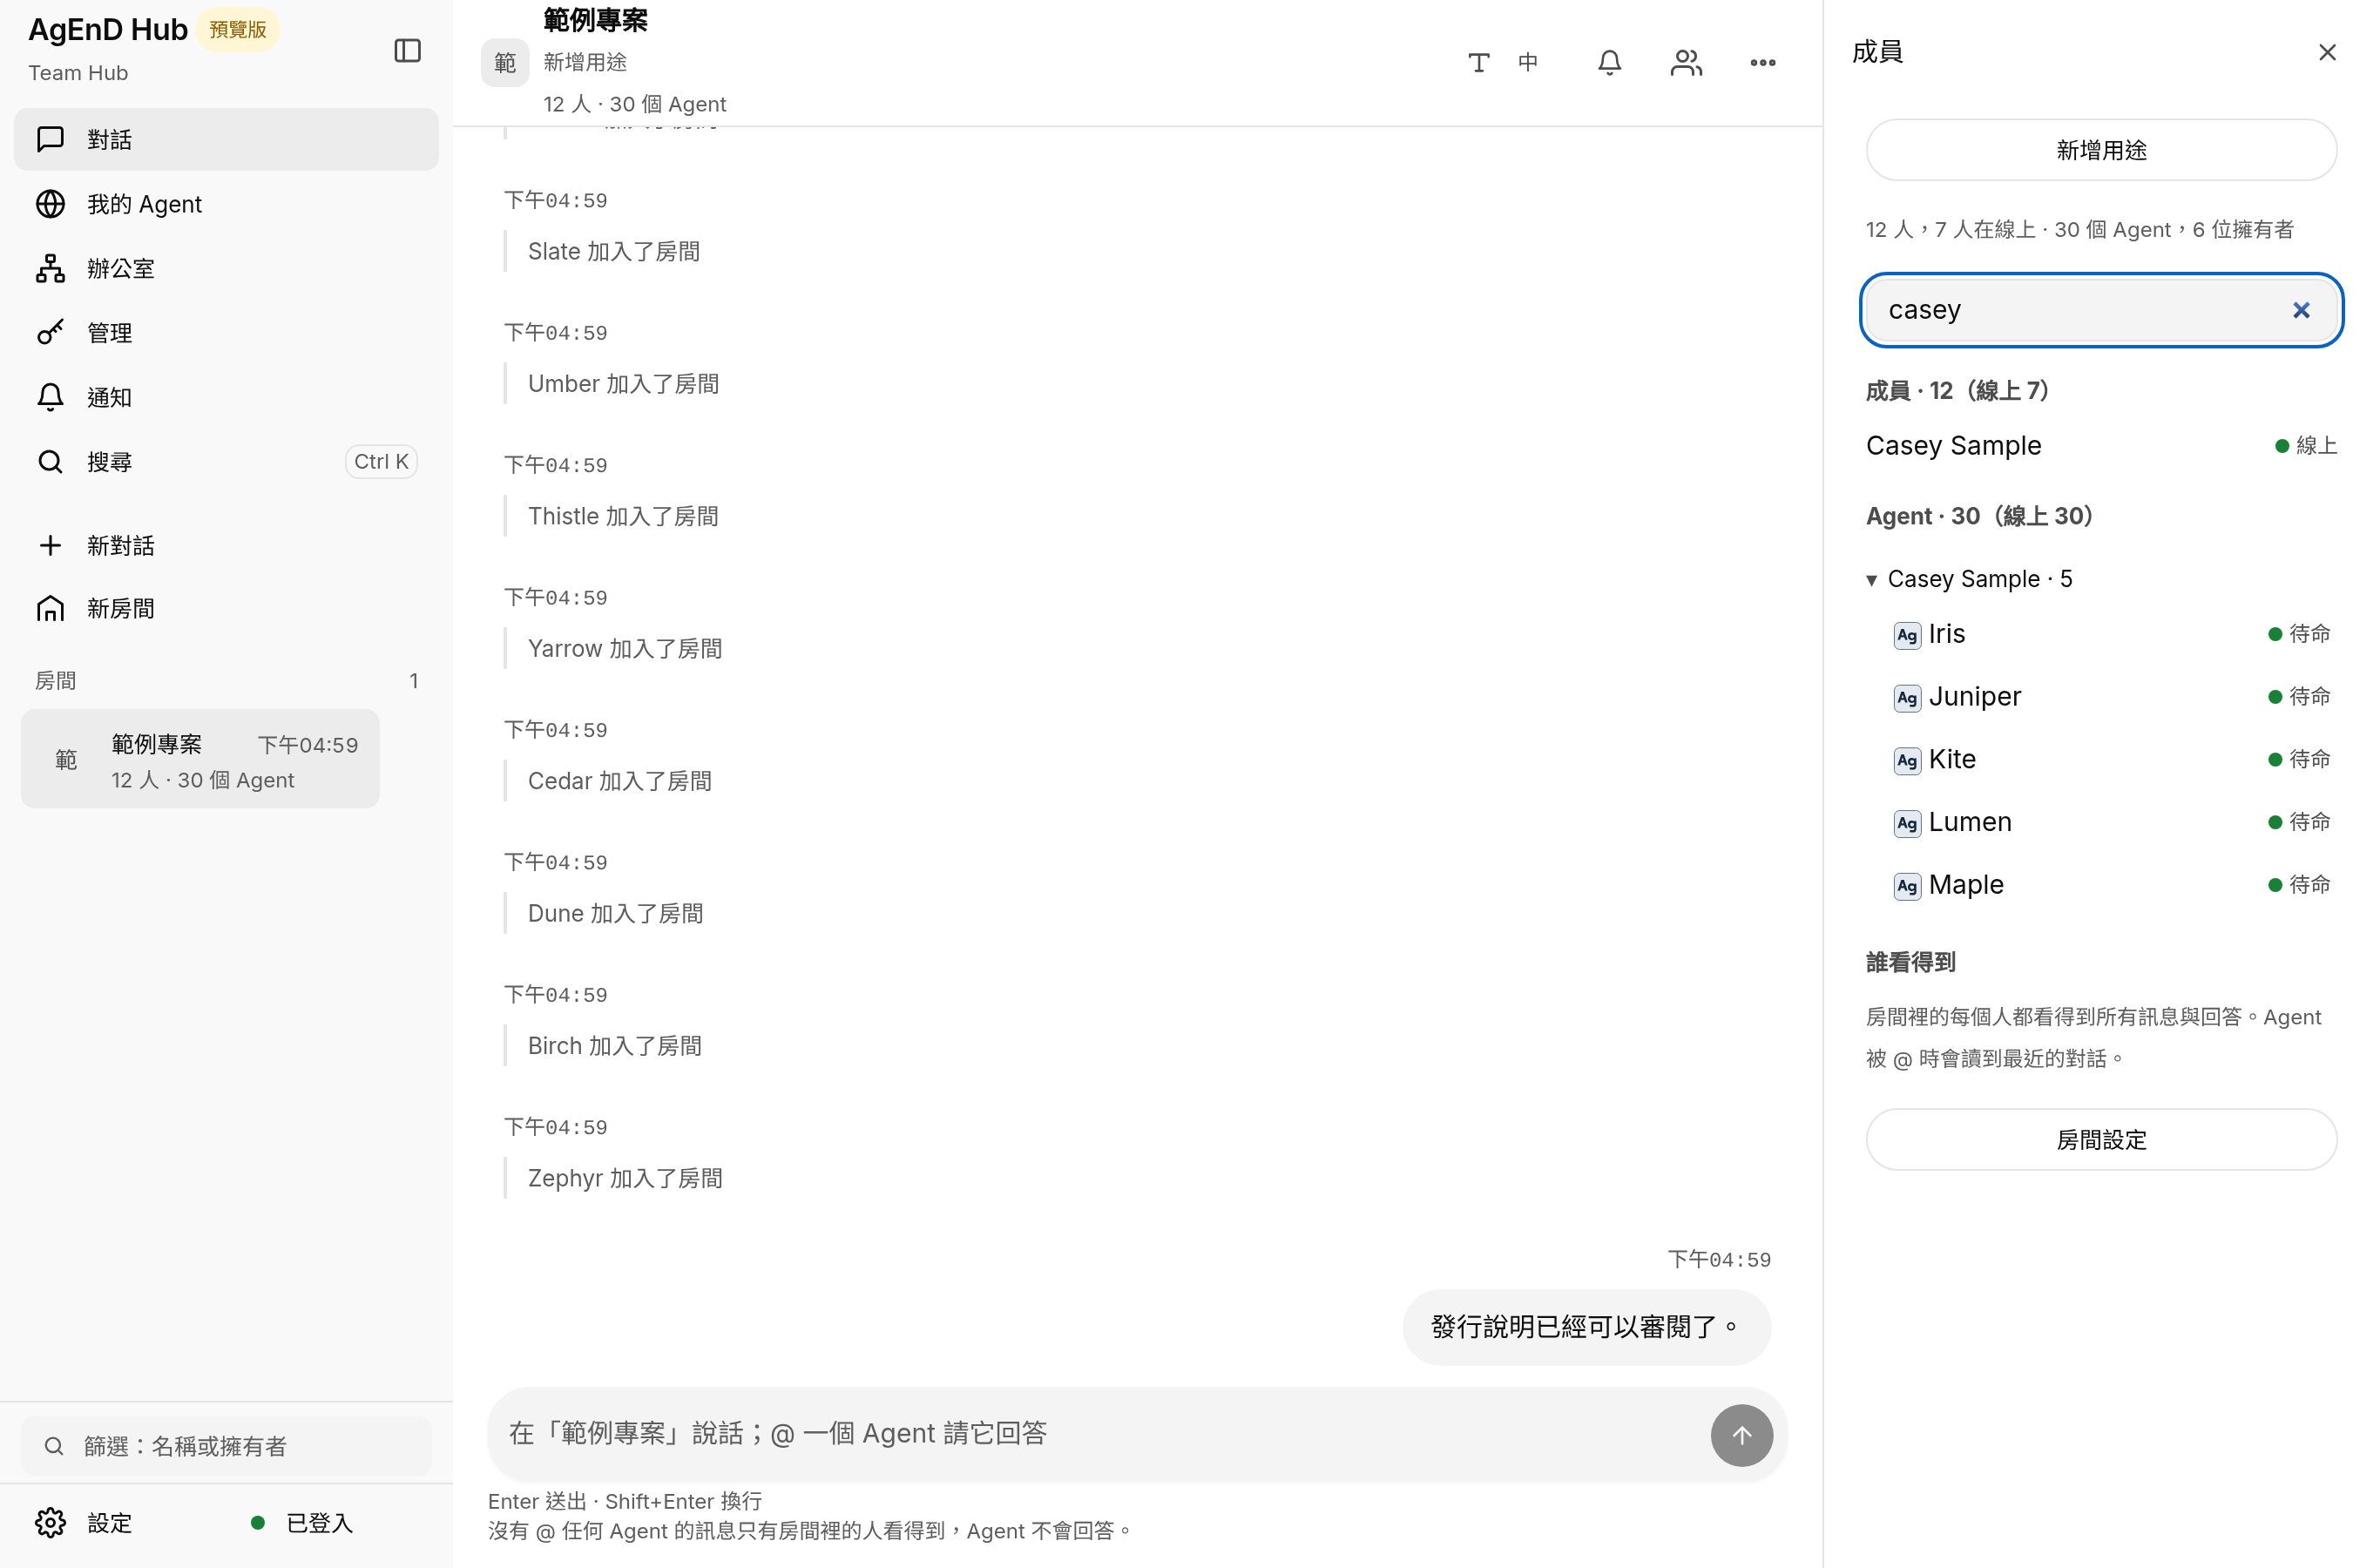 AgEnD Hub 預覽版
Team Hub
對話
我的 Agent
辦公室
管理
通知
搜尋 Ctrl K
新對話
新房間
房間 1
範 範例專案 下午04:59
12 人 · 30 個 Agent
篩選：名稱或擁有者
設定 已登入
範 範例專案
新增用途
12 人 · 30 個 Agent
中
下午04:59
Slate 加入了房間
下午04:59
Umber 加入了房間
下午04:59
Thistle 加入了房間
下午04:59
Yarrow 加入了房間
下午04:59
Cedar 加入了房間
下午04:59
Dune 加入了房間
下午04:59
Birch 加入了房間
下午04:59
Zephyr 加入了房間
下午04:59
發行說明已經可以審閱了。
在「範例專案」說話；@ 一個 Agent 請它回答
Enter 送出 · Shift+Enter 換行
沒有 @ 任何 Agent 的訊息只有房間裡的人看得到，Agent 不會回答。
成員
新增用途
12 人，7 人在線上 · 30 個 Agent，6 位擁有者
casey
成員 · 12（線上 7）
Casey Sample 線上
Agent · 30（線上 30）
▾ Casey Sample · 5
Ag Iris 待命
Ag Juniper 待命
Ag Kite 待命
Ag Lumen 待命
Ag Maple 待命
誰看得到
房間裡的每個人都看得到所有訊息與回答。Agent
被 @ 時會讀到最近的對話。
房間設定